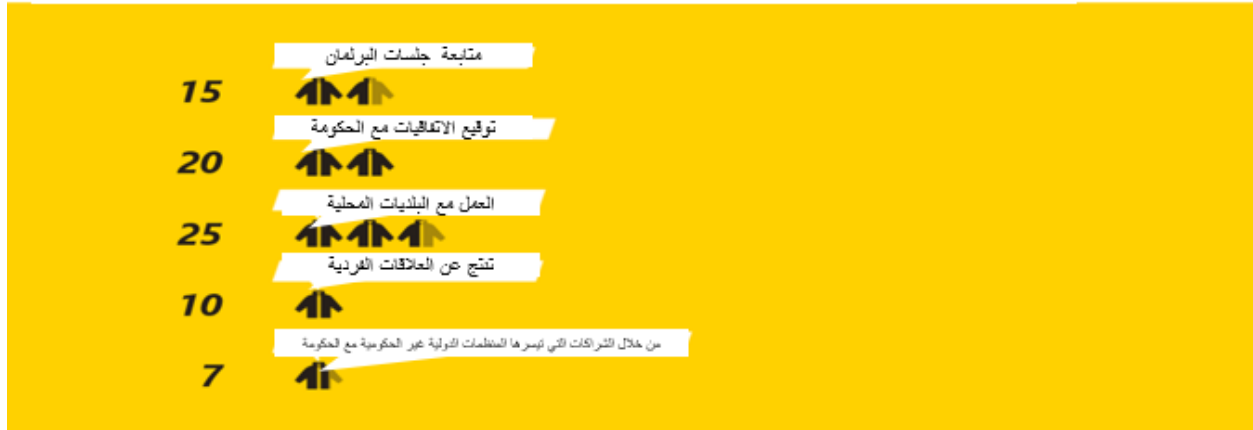 متابعة جلسات البرلمان
15
توقيع الاتفاقيات مع الحكومة
20
العمل مع البلديات المحلية
25
تنتج عن العلاقات الفردية
10
من خلال الشراكات التي تيسرها المنظمات الدولية غير الحكومية مع الحكومة
7